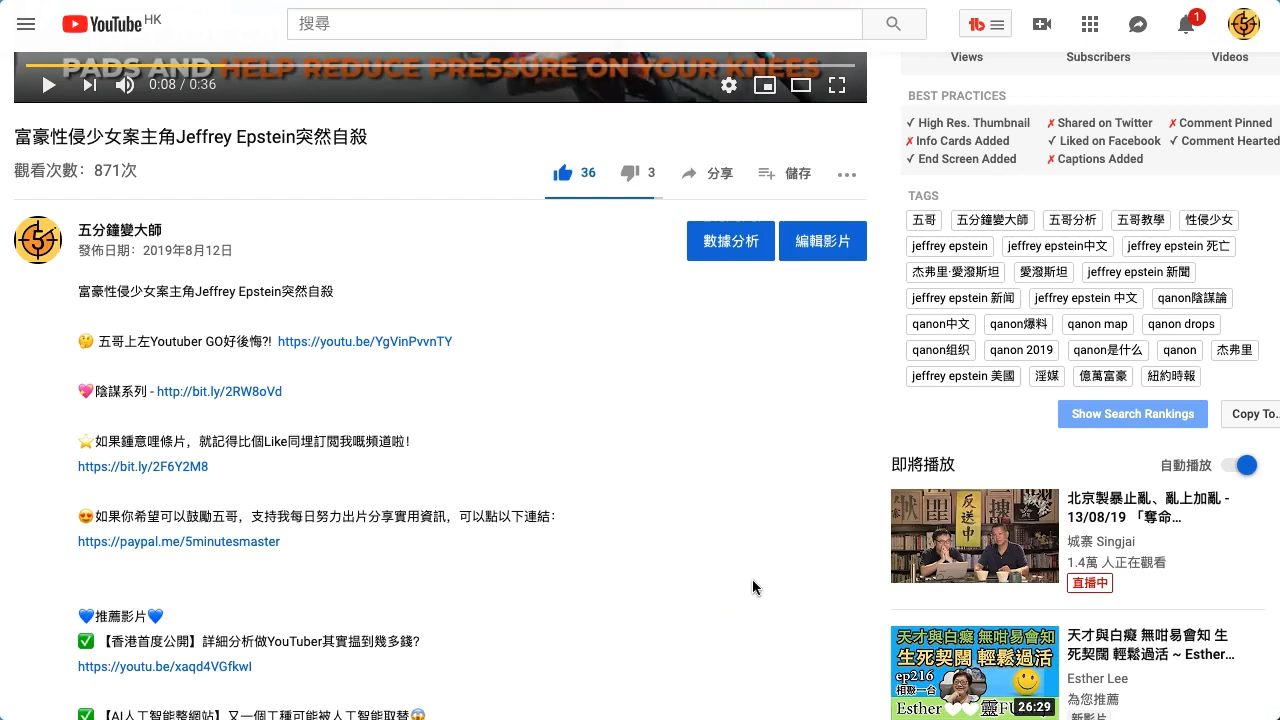 YouTube HK
搜尋
1
PADS AND HELP REDUCE PRESSURE ON YOUR KNEES
0:08 / 0:36
富豪性侵少女案主角Jeffrey Epstein突然自殺
觀看次數：871次
36
3
分享
儲存
五分鐘變大師
發佈日期：2019年8月12日
數據分析
編輯影片
富豪性侵少女案主角Jeffrey Epstein突然自殺
🤔 五哥上左Youtuber GO好後悔?! https://youtu.be/YgVinPvvnTY
💖陰謀系列 - http://bit.ly/2RW8oVd
⭐️如果鍾意哩條片，就記得比個Like同埋訂閱我嘅頻道啦！
https://bit.ly/2F6Y2M8
😍如果你希望可以鼓勵五哥，支持我每日努力出片分享實用資訊，可以點以下連結：
https://paypal.me/5minutesmaster
💙推薦影片💙
✅ 【香港首度公開】詳細分析做YouTuber其實搵到幾多錢?
https://youtu.be/xaqd4VGfkwI
✅ 【AI人工智能整網站】又一個工種可能被人工智能取替😱
Views Subscribers Videos
BEST PRACTICES
✓ High Res. Thumbnail ✗ Shared on Twitter ✗ Comment Pinned
✗ Info Cards Added ✓ Liked on Facebook ✓ Comment Hearted
✓ End Screen Added ✗ Captions Added
TAGS
五哥 五分鐘變大師 五哥分析 五哥教學 性侵少女
jeffrey epstein jeffrey epstein中文 jeffrey epstein 死亡
杰弗里·愛潑斯坦 愛潑斯坦 jeffrey epstein 新聞
jeffrey epstein 新闻 jeffrey epstein 中文 qanon陰謀論
qanon中文 qanon爆料 qanon map qanon drops
qanon组织 qanon 2019 qanon是什么 qanon 杰弗里
jeffrey epstein 美國 淫媒 億萬富豪 紐約時報
Show Search Rankings
Copy To..
即將播放
自動播放
反送中
北京製暴止亂、亂上加亂 -
13/08/19 「奪命...
城寨 Singjai
1.4萬 人正在觀看
直播中
天才與白癡 無咁易會知
生死契闊 輕鬆過活
ep216
相教一合
Esther
26:29
天才與白癡 無咁易會知 生
死契闊 輕鬆過活 ~ Esther...
Esther Lee
為您推薦
新影片